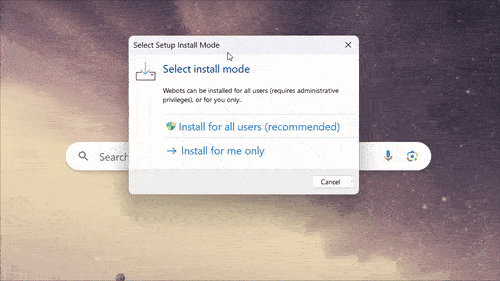 Select Setup Install Mode
Select install mode
Webots can be installed for all users (requires administrative
privileges), or for you only.
Install for all users (recommended)
Install for me only
Search
Cancel